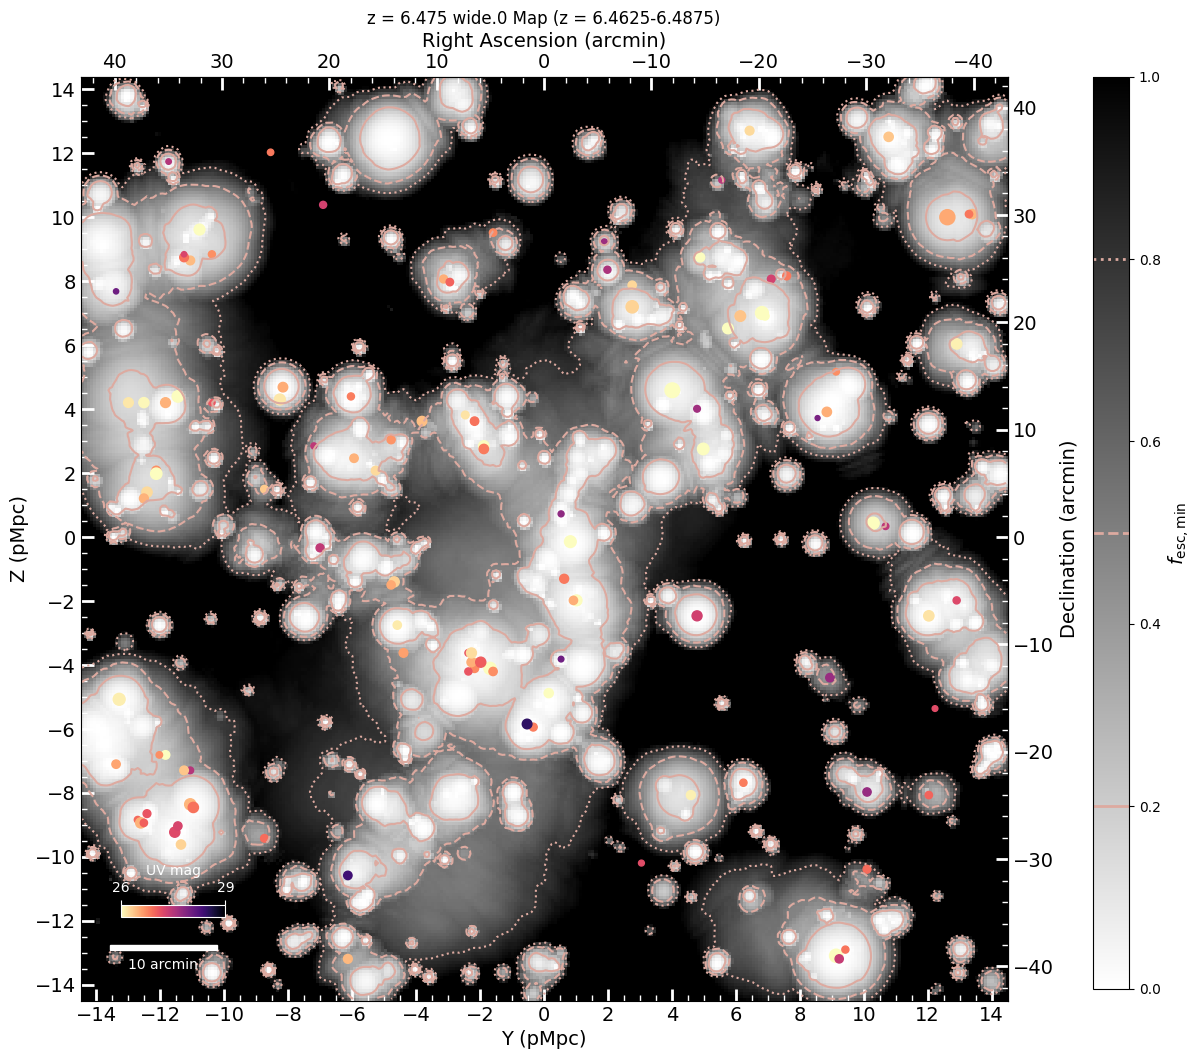 z = 6.475 wide.0 Map (z = 6.4625-6.4875)
Right Ascension (arcmin)
40 30 20 10 0 −10 −20 −30 −40
14 12 10 8 6 4 2 0 −2 −4 −6 −8 −10 −12 −14
Z (pMpc)
40 30 20 10 0 −10 −20 −30 −40
Declination (arcmin)
UV mag
26 29
10 arcmin
−14 −12 −10 −8 −6 −4 −2 0 2 4 6 8 10 12 14
Y (pMpc)
1.0
0.8
0.6
0.4
0.2
0.0
fesc,min